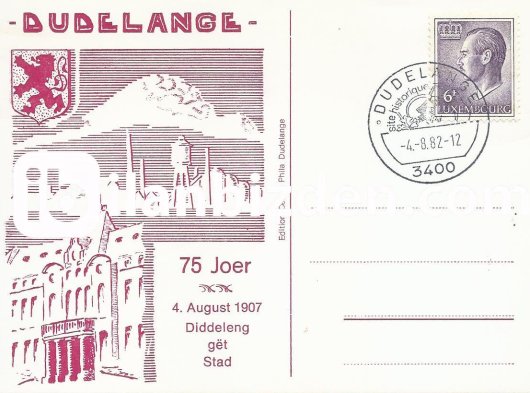 - DUDELANGE -
75 Joer
4. August 1907
Diddeleng
gët
Stad
Phila Dudelange
Edition
DUDELANGE
site historique
-4.-8.82-12
3400
6F
LUXEMBOURG